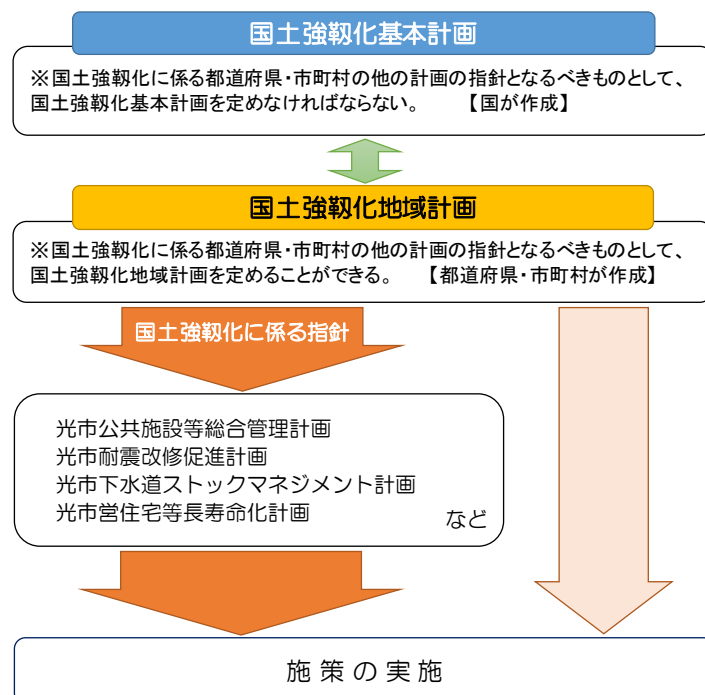 国土強靱化基本計画
※国土強靱化に係る都道府県・市町村の他の計画の指針となるべきものとして、
国土強靱化基本計画を定めなければならない。　【国が作成】
国土強靱化地域計画
※国土強靱化に係る都道府県・市町村の他の計画の指針となるべきものとして、
国土強靱化地域計画を定めることができる。　【都道府県・市町村が作成】
国土強靱化に係る指針
光市公共施設等総合管理計画
光市耐震改修促進計画
光市下水道ストックマネジメント計画
光市営住宅等長寿命化計画
など
施策の実施